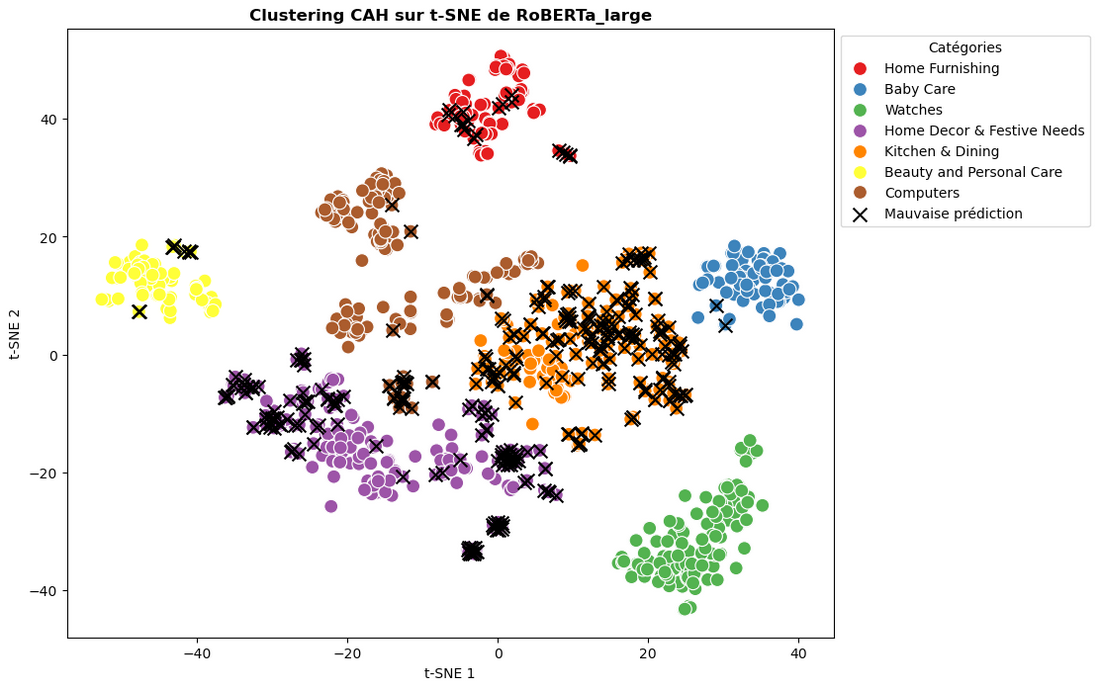 Clustering CAH sur t-SNE de RoBERTa_large
Catégories
Home Furnishing
Baby Care
Watches
Home Decor & Festive Needs
Kitchen & Dining
Beauty and Personal Care
Computers
Mauvaise prédiction
t-SNE 2
40
20
0
−20
−40
−40
−20
0
20
40
t-SNE 1